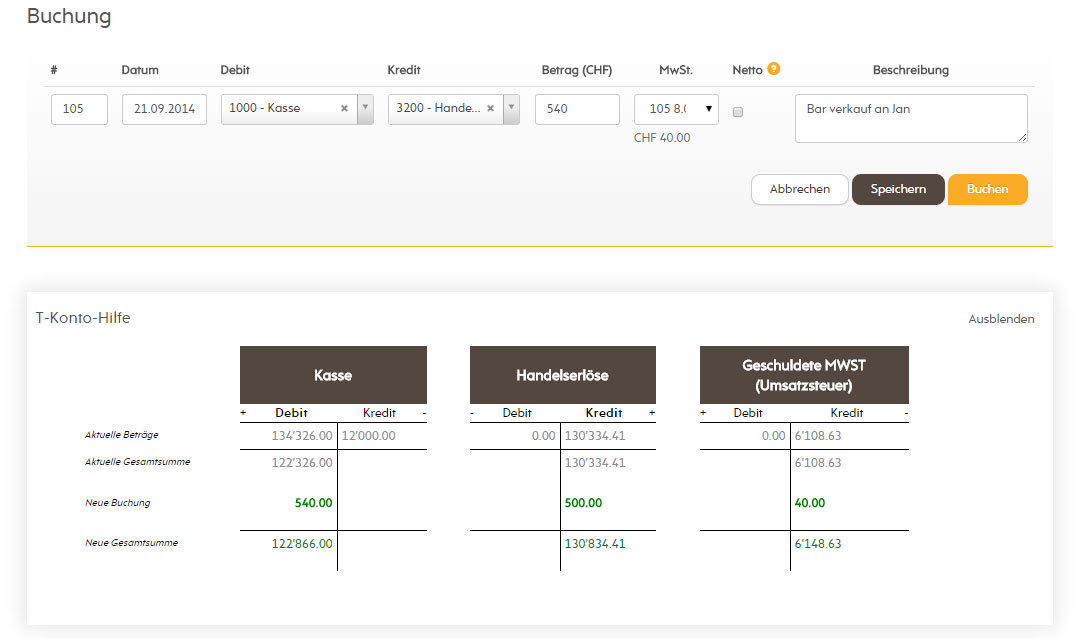 Buchung
# Datum Debit Kredit Betrag (CHF) MwSt. Netto ?
Beschreibung
105 21.09.2014 1000 - Kasse × 3200 - Hande... × 540 105 8.( Bar verkauf an Jan
CHF 40.00
Abbrechen Speichern Buchen
T-Konto-Hilfe Ausblenden
Kasse Handelserlöse Geschuldete MWST
(Umsatzsteuer)
+ Debit Kredit - - Debit Kredit + + Debit Kredit -
Aktuelle Beträge 134'326.00 12'000.00 0.00 130'334.41 0.00 6'108.63
Aktuelle Gesamtsumme 122'326.00 130'334.41 6'108.63
Neue Buchung 540.00 500.00 40.00
Neue Gesamtsumme 122'866.00 130'834.41 6'148.63